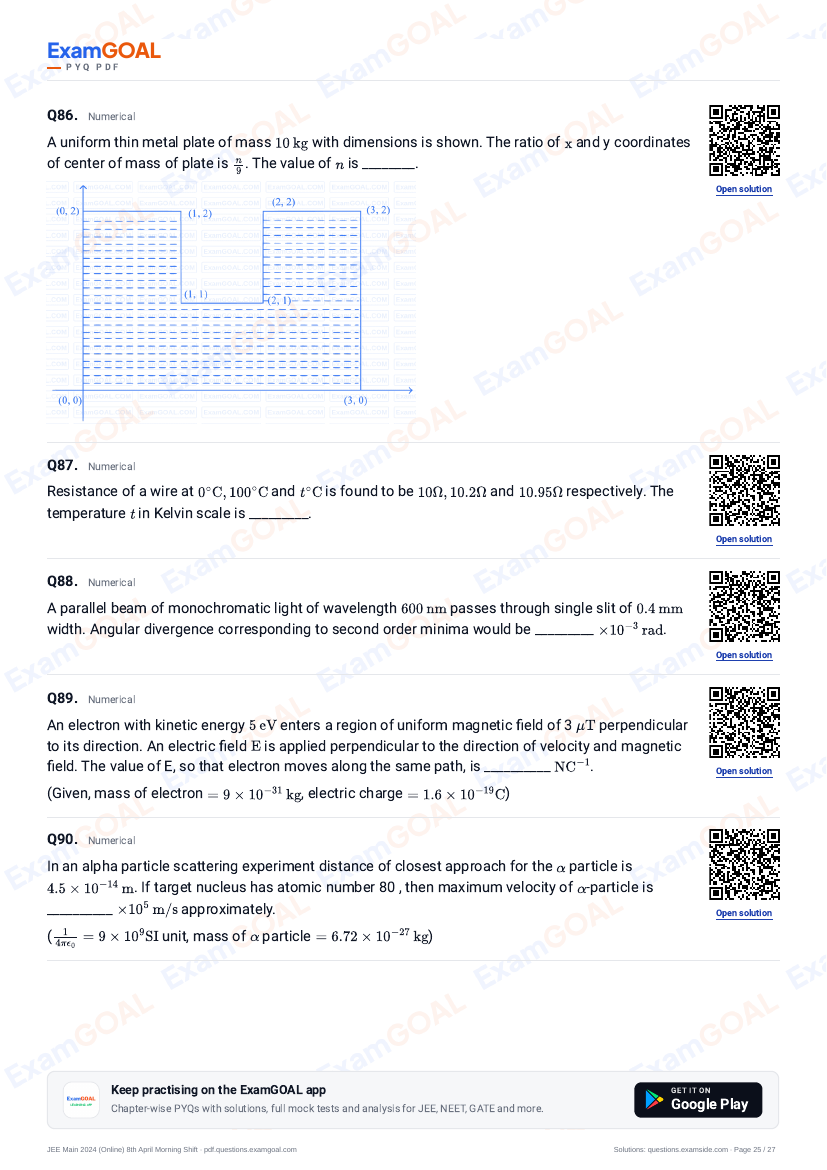 ExamGOAL
PYQ PDF
Q86. Numerical
A uniform thin metal plate of mass 10 kg with dimensions is shown. The ratio of x and y coordinates
of center of mass of plate is n/9. The value of n is ________.
Open solution
(0, 2)
(1, 2)
(2, 2)
(3, 2)
(1, 1)
(2, 1)
(0, 0)
(3, 0)
Q87. Numerical
Resistance of a wire at 0°C, 100°C and t°C is found to be 10Ω, 10.2Ω and 10.95Ω respectively. The
temperature t in Kelvin scale is _________.
Open solution
Q88. Numerical
A parallel beam of monochromatic light of wavelength 600 nm passes through single slit of 0.4 mm
width. Angular divergence corresponding to second order minima would be _________ ×10⁻³ rad.
Open solution
Q89. Numerical
An electron with kinetic energy 5 eV enters a region of uniform magnetic field of 3 μT perpendicular
to its direction. An electric field E is applied perpendicular to the direction of velocity and magnetic
field. The value of E, so that electron moves along the same path, is __________ NC⁻¹.
(Given, mass of electron = 9 × 10⁻³¹ kg, electric charge = 1.6 × 10⁻¹⁹C)
Open solution
Q90. Numerical
In an alpha particle scattering experiment distance of closest approach for the α particle is
4.5 × 10⁻¹⁴ m. If target nucleus has atomic number 80 , then maximum velocity of α-particle is
__________ ×10⁵ m/s approximately.
(1/4πϵ₀ = 9 × 10⁹SI unit, mass of α particle = 6.72 × 10⁻²⁷ kg)
Open solution
ExamGOAL
Keep practising on the ExamGOAL app
Chapter-wise PYQs with solutions, full mock tests and analysis for JEE, NEET, GATE and more.
GET IT ON
Google Play
JEE Main 2024 (Online) 8th April Morning Shift · pdf.questions.examgoal.com
Solutions: questions.examside.com · Page 25 / 27